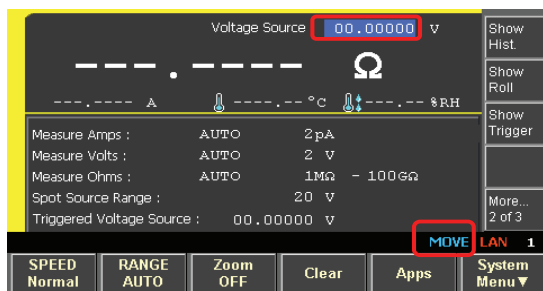 Voltage Source 00.00000 V
Show Hist.
---.---- Ω
Show Roll
---.---- A ----.-- °C ---.-- %RH
Show Trigger
Measure Amps : AUTO 2pA
Measure Volts : AUTO 2 V
Measure Ohms : AUTO 1MΩ - 100GΩ
Spot Source Range : 20 V
More... 2 of 3
Triggered Voltage Source : 00.00000 V
MOVE LAN 1
SPEED Normal
RANGE AUTO
Zoom OFF
Clear
Apps
System Menu▼